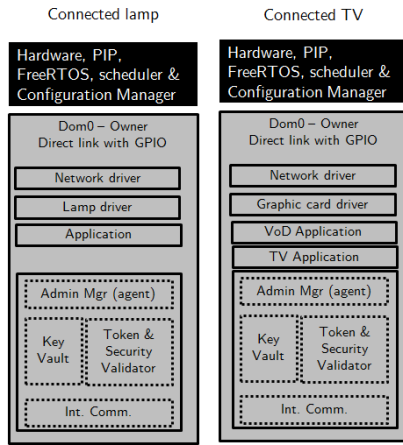 Connected lamp
Hardware, PIP,
FreeRTOS, scheduler &
Configuration Manager
Dom0 – Owner
Direct link with GPIO
Network driver
Lamp driver
Application
Admin Mgr (agent)
Key
Vault
Token &
Security
Validator
Int. Comm.
Connected TV
Hardware, PIP,
FreeRTOS, scheduler &
Configuration Manager
Dom0 – Owner
Direct link with GPIO
Network driver
Graphic card driver
VoD Application
TV Application
Admin Mgr (agent)
Key
Vault
Token &
Security
Validator
Int. Comm.